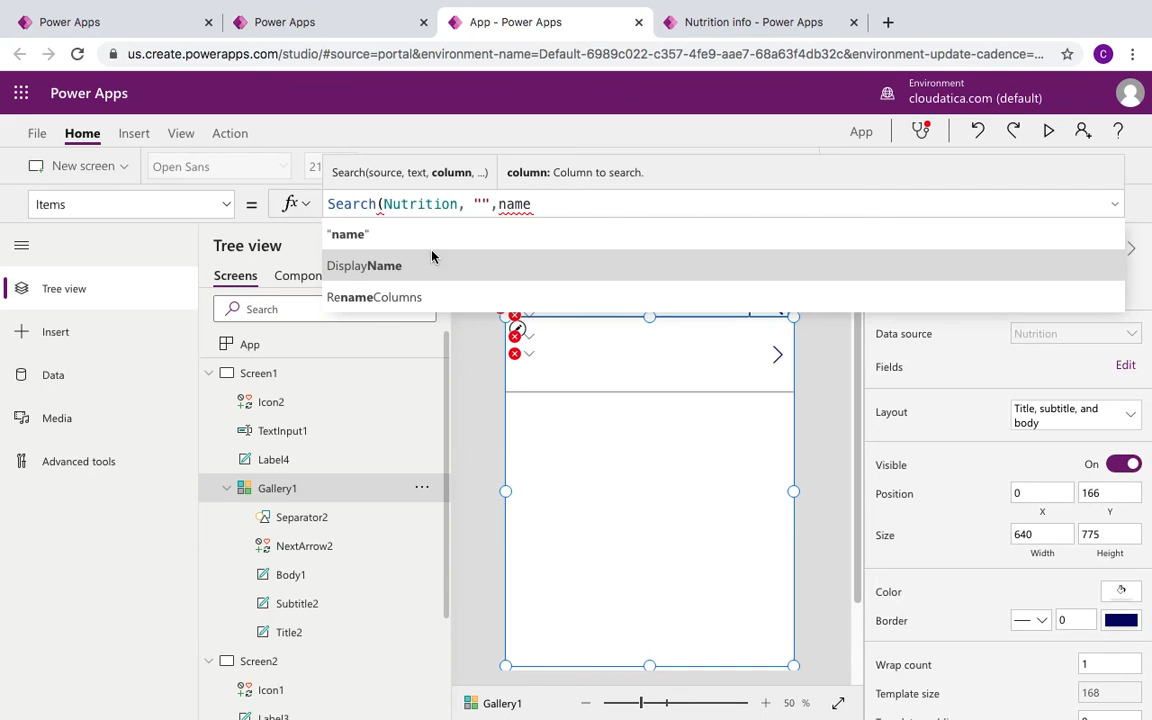 Power Apps
Power Apps
App - Power Apps
Nutrition info - Power Apps
us.create.powerapps.com/studio/#source=portal&environment-name=Default-6989c022-c357-4fe9-aae7-68a63f4db32c&environment-update-cadence=...
C
Power Apps
Environment
cloudatica.com (default)
File Home Insert View Action
App
New screen
Open Sans
21
Search(source, text, column, ...)
column: Column to search.
Items
= fx
Search(Nutrition, "",name
"name"
DisplayName
RenameColumns
Tree view
Screens
Compon
Search
Tree view
Insert
Data
Media
Advanced tools
App
Screen1
Icon2
TextInput1
Label4
Gallery1
Separator2
NextArrow2
Body1
Subtitle2
Title2
Screen2
Icon1
Label3
Gallery1
50 %
Data source
Nutrition
Fields
Edit
Layout
Title, subtitle, and
body
Visible
On
Position
0
166
X
Y
Size
640
775
Width
Height
Color
Border
0
Wrap count
1
Template size
168